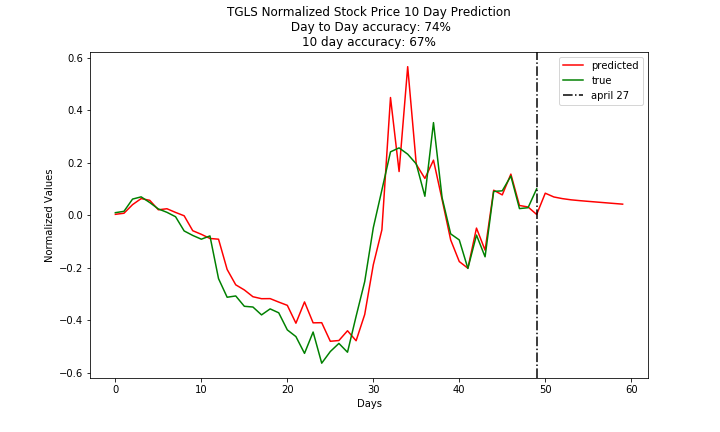 TGLS Normalized Stock Price 10 Day Prediction
Day to Day accuracy: 74%
10 day accuracy: 67%
predicted
true
april 27
Normalized Values
0.6
0.4
0.2
0.0
−0.2
−0.4
−0.6
0 10 20 30 40 50 60
Days